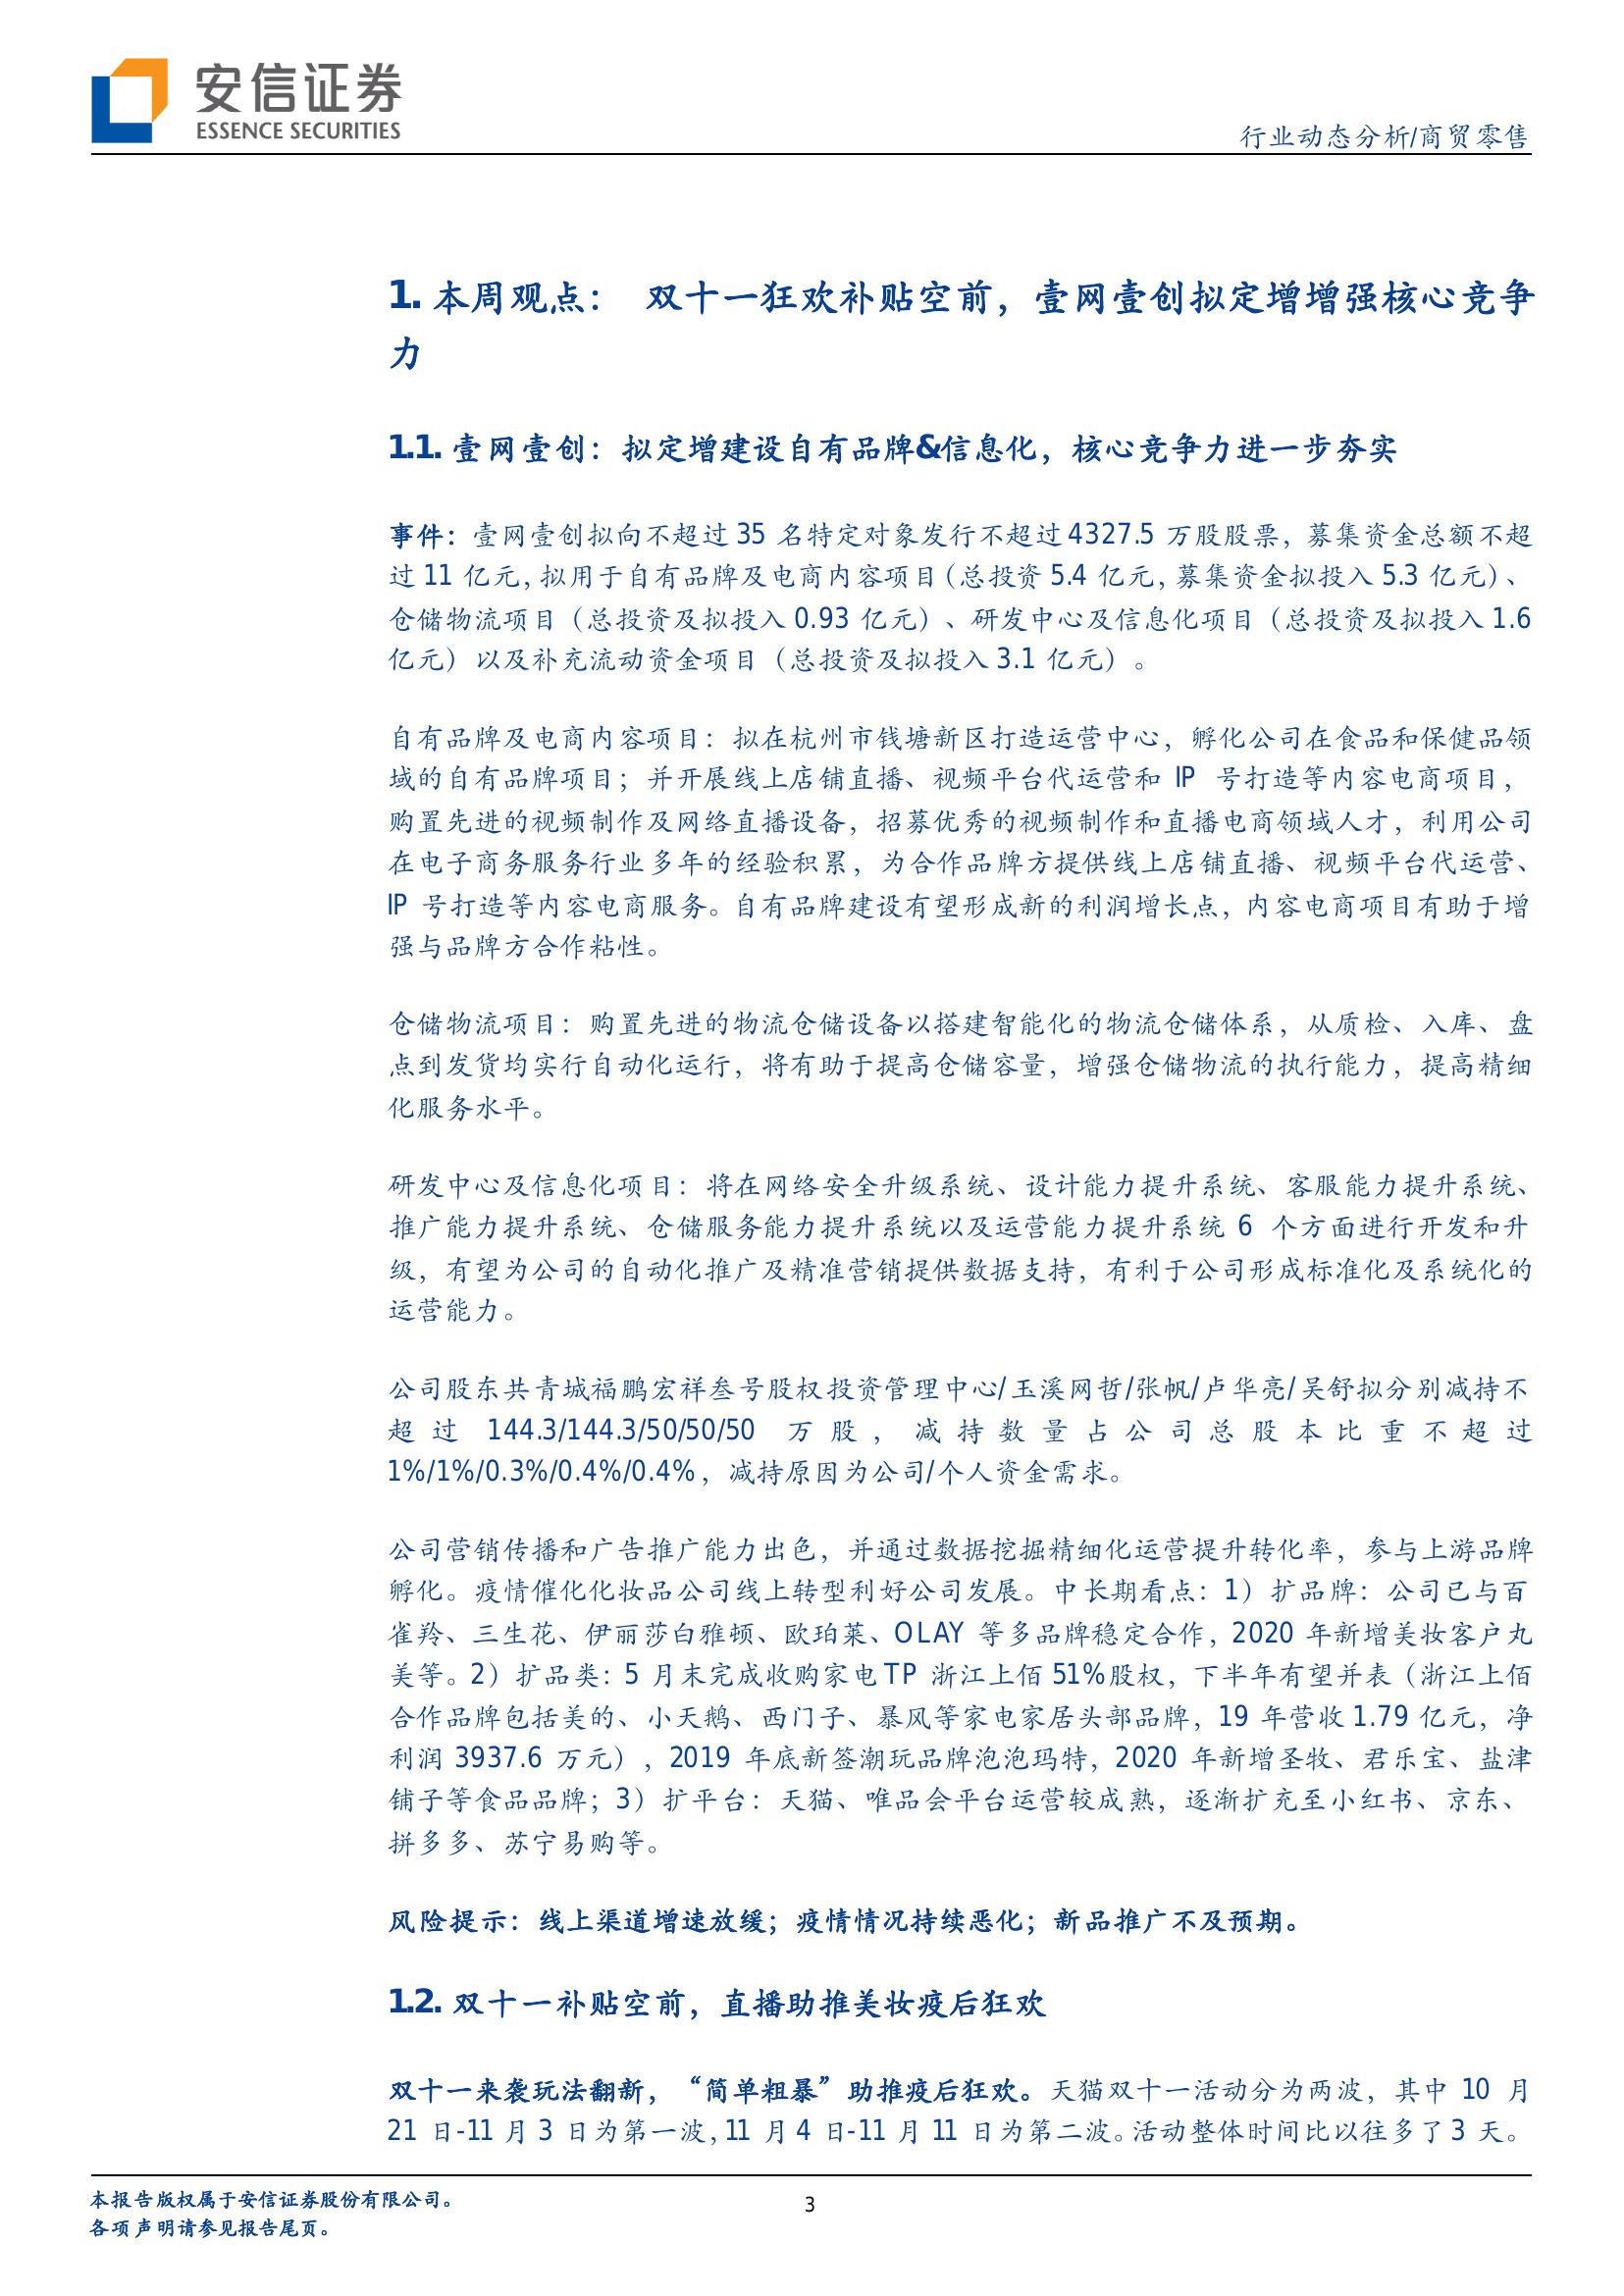 安信证券
ESSENCE SECURITIES
行业动态分析/商贸零售
1. 本周观点： 双十一狂欢补贴空前，壹网壹创拟定增增强核心竞争
力
1.1. 壹网壹创：拟定增建设自有品牌&信息化，核心竞争力进一步夯实
事件：壹网壹创拟向不超过 35 名特定对象发行不超过 4327.5 万股股票，募集资金总额不超
过 11 亿元，拟用于自有品牌及电商内容项目（总投资 5.4 亿元，募集资金拟投入 5.3 亿元）、
仓储物流项目（总投资及拟投入 0.93 亿元）、研发中心及信息化项目（总投资及拟投入 1.6
亿元）以及补充流动资金项目（总投资及拟投入 3.1 亿元）。
自有品牌及电商内容项目：拟在杭州市钱塘新区打造运营中心，孵化公司在食品和保健品领
域的自有品牌项目；并开展线上店铺直播、视频平台代运营和 IP 号打造等内容电商项目，
购置先进的视频制作及网络直播设备，招募优秀的视频制作和直播电商领域人才，利用公司
在电子商务服务行业多年的经验积累，为合作品牌方提供线上店铺直播、视频平台代运营、
IP 号打造等内容电商服务。自有品牌建设有望形成新的利润增长点，内容电商项目有助于增
强与品牌方合作粘性。
仓储物流项目：购置先进的物流仓储设备以搭建智能化的物流仓储体系，从质检、入库、盘
点到发货均实行自动化运行，将有助于提高仓储容量，增强仓储物流的执行能力，提高精细
化服务水平。
研发中心及信息化项目：将在网络安全升级系统、设计能力提升系统、客服能力提升系统、
推广能力提升系统、仓储服务能力提升系统以及运营能力提升系统 6 个方面进行开发和升
级，有望为公司的自动化推广及精准营销提供数据支持，有利于公司形成标准化及系统化的
运营能力。
公司股东共青城福鹏宏祥叁号股权投资管理中心/玉溪网哲/张帆/卢华亮/吴舒拟分别减持不
超过 144.3/144.3/50/50/50 万股，减持数量占公司总股本比重不超过
1%/1%/0.3%/0.4%/0.4%，减持原因为公司/个人资金需求。
公司营销传播和广告推广能力出色，并通过数据挖掘精细化运营提升转化率，参与上游品牌
孵化。疫情催化化妆品公司线上转型利好公司发展。中长期看点：1）扩品牌：公司已与百
雀羚、三生花、伊丽莎白雅顿、欧珀莱、OLAY 等多品牌稳定合作，2020 年新增美妆客户丸
美等。2）扩品类：5 月末完成收购家电 TP 浙江上佰 51%股权，下半年有望并表（浙江上佰
合作品牌包括美的、小天鹅、西门子、暴风等家电家居头部品牌，19 年营收 1.79 亿元，净
利润 3937.6 万元），2019 年底新签潮玩品牌泡泡玛特，2020 年新增圣牧、君乐宝、盐津
铺子等食品品牌；3）扩平台：天猫、唯品会平台运营较成熟，逐渐扩充至小红书、京东、
拼多多、苏宁易购等。
风险提示：线上渠道增速放缓；疫情情况持续恶化；新品推广不及预期。
1.2. 双十一补贴空前，直播助推美妆疫后狂欢
双十一来袭玩法翻新，“简单粗暴”助推疫后狂欢。天猫双十一活动分为两波，其中 10 月
21 日-11 月 3 日为第一波，11 月 4 日-11 月 11 日为第二波。活动整体时间比以往多了 3 天。
本报告版权属于安信证券股份有限公司。
3
各项声明请参见报告尾页。